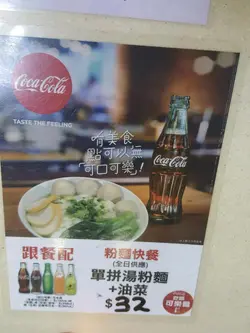 Coca-Cola
TASTE THE FEELING
有美食
點可以無
可口可樂！
Coca-Cola
跟餐配
粉麵快餐
(全日供應)
單拼湯粉麵
+油菜
$32